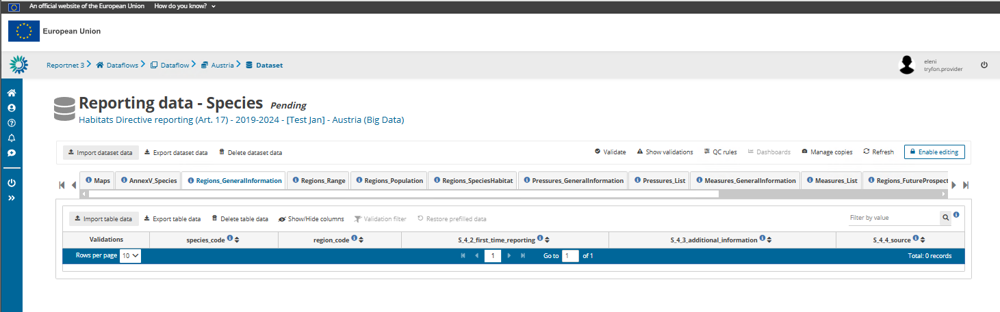 An official website of the European Union How do you know?
European Union
Reportnet 3 Dataflows Dataflow Austria Dataset
eleni
tryfon.provider
Reporting data - Species Pending
Habitats Directive reporting (Art. 17) - 2019-2024 - [Test Jan] - Austria (Big Data)
Import dataset data Export dataset data Delete dataset data Validate Show validations QC rules Dashboards Manage copies Refresh Enable editing
Maps AnnexV_Species Regions_GeneralInformation Regions_Range Regions_Population Regions_SpeciesHabitat Pressures_GeneralInformation Pressures_List Measures_GeneralInformation Measures_List Regions_FutureProspect
Import table data Export table data Delete table data Show/Hide columns Validation filter Restore prefilled data Filter by value
Validations species_code region_code S_4_2_first_time_reporting S_4_3_additional_information S_4_4_source
Rows per page 10 1 Go to 1 of 1 Total: 0 records